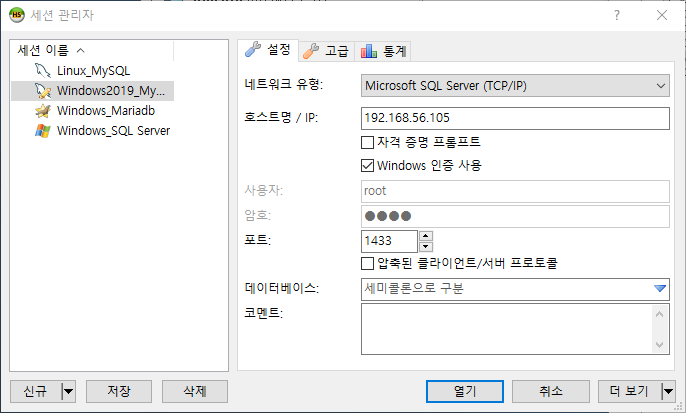 HS 세션 관리자
세션 이름
Linux_MySQL
Windows2019_My...
Windows_Mariadb
Windows_SQL Server
설정 고급 통계
네트워크 유형: Microsoft SQL Server (TCP/IP)
호스트명 / IP: 192.168.56.105
자격 증명 프롬프트
Windows 인증 사용
사용자: root
암호: ●●●●
포트: 1433
압축된 클라이언트/서버 프로토콜
데이터베이스: 세미콜론으로 구분
코멘트:
신규 저장 삭제 열기 취소 더 보기